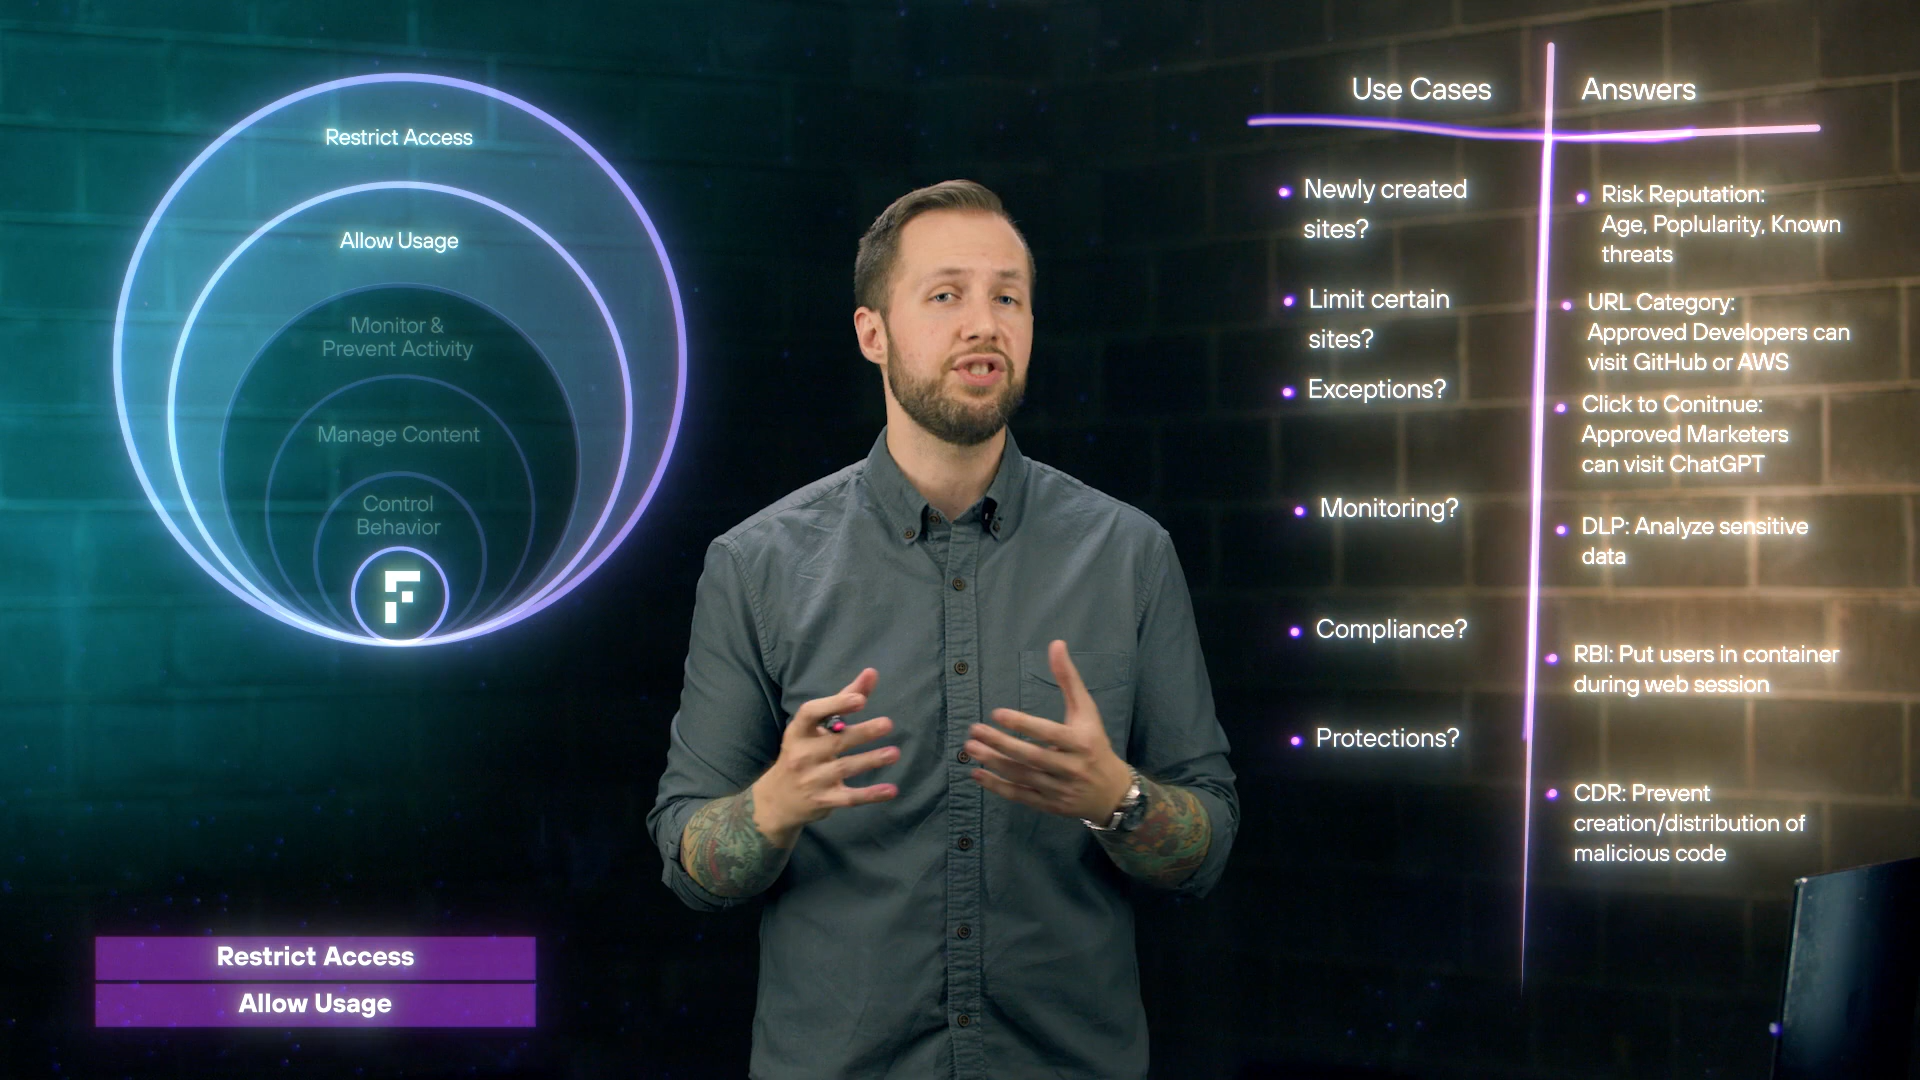 Restrict Access
Allow Usage
Monitor &
Prevent Activity
Manage Content
Control
Behavior
F
Restrict Access
Allow Usage
Use Cases
Newly created
sites?
Limit certain
sites?
Exceptions?
Monitoring?
Compliance?
Protections?
Answers
Risk Reputation:
Age, Poplularity, Known
threats
URL Category:
Approved Developers can
visit GitHub or AWS
Click to Conitnue:
Approved Marketers
can visit ChatGPT
DLP: Analyze sensitive
data
RBI: Put users in container
during web session
CDR: Prevent
creation/distribution of
malicious code